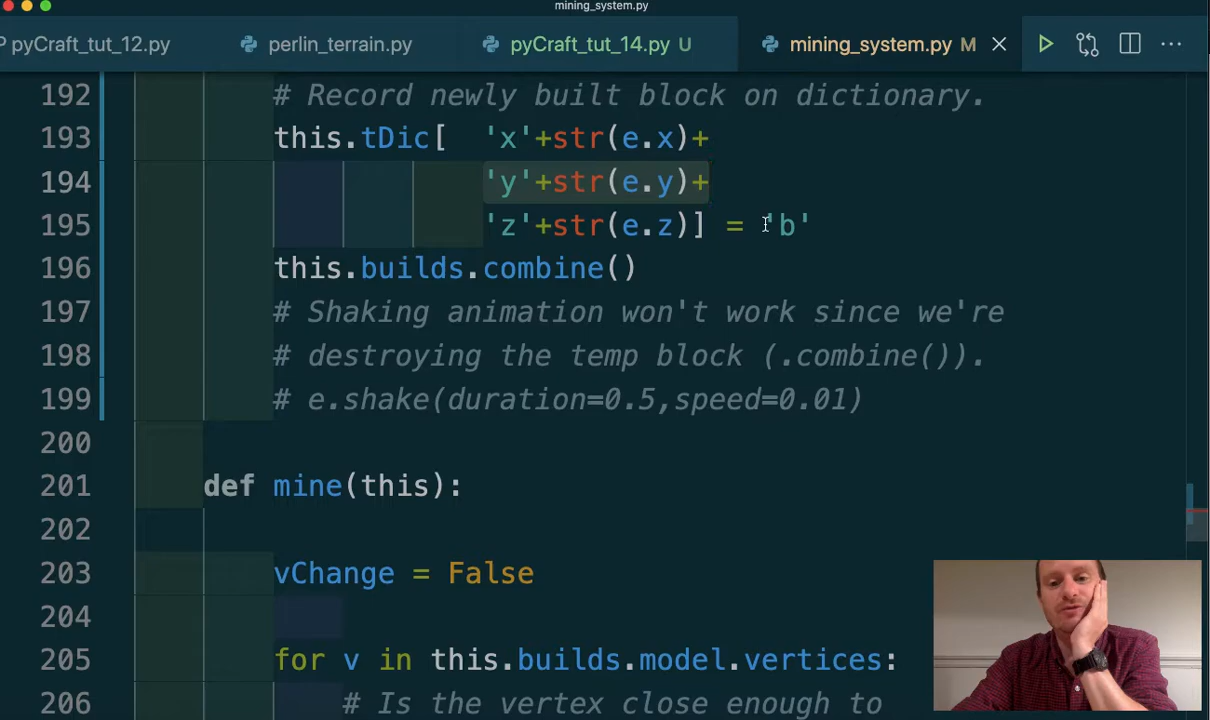 mining_system.py
pyCraft_tut_12.py perlin_terrain.py pyCraft_tut_14.py U mining_system.py M
192 # Record newly built block on dictionary.
193 this.tDic[ 'x'+str(e.x)+
194 'y'+str(e.y)+
195 'z'+str(e.z)] = 'b'
196 this.builds.combine()
197 # Shaking animation won't work since we're
198 # destroying the temp block (.combine()).
199 # e.shake(duration=0.5,speed=0.01)
200
201 def mine(this):
202
203 vChange = False
204
205 for v in this.builds.model.vertices:
206 # Is the vertex close enough to